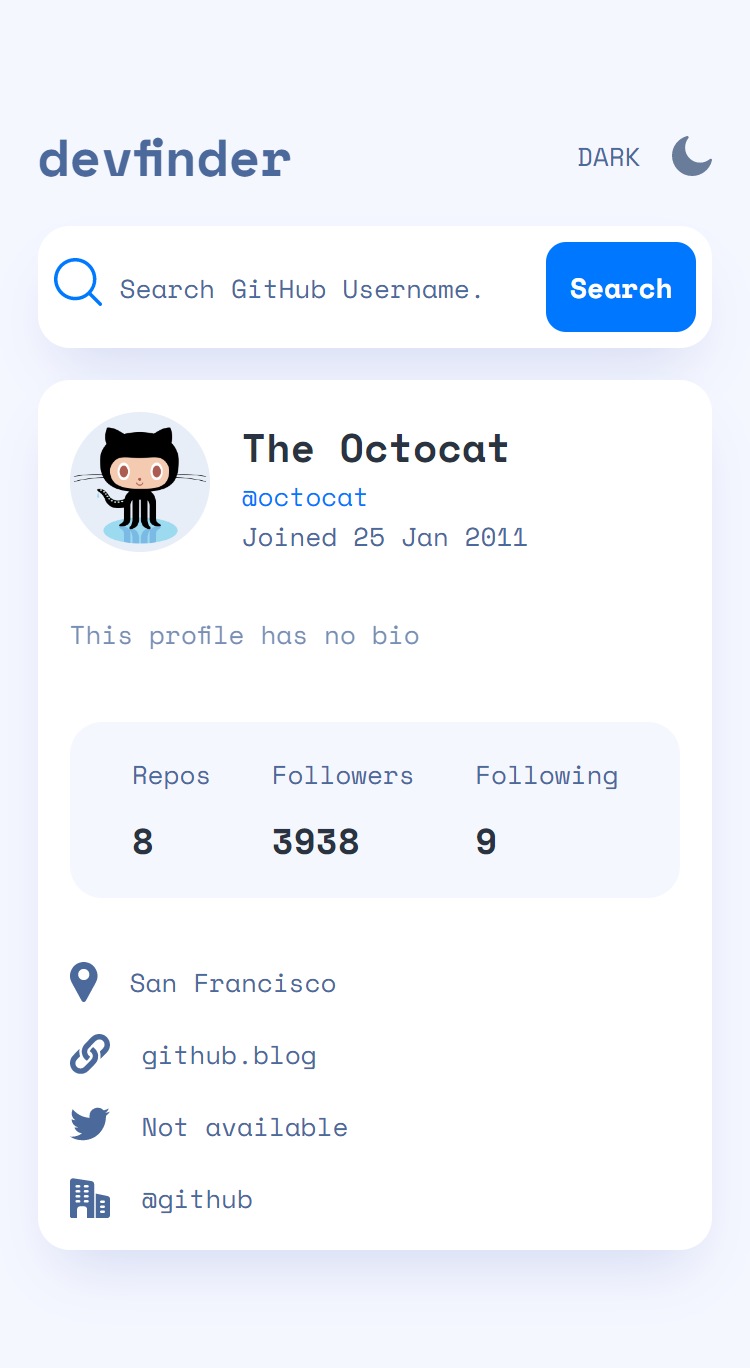 devfinder
DARK
Search GitHub Username.
Search
The Octocat
@octocat
Joined 25 Jan 2011
This profile has no bio
Repos Followers Following
8 3938 9
San Francisco
github.blog
Not available
@github